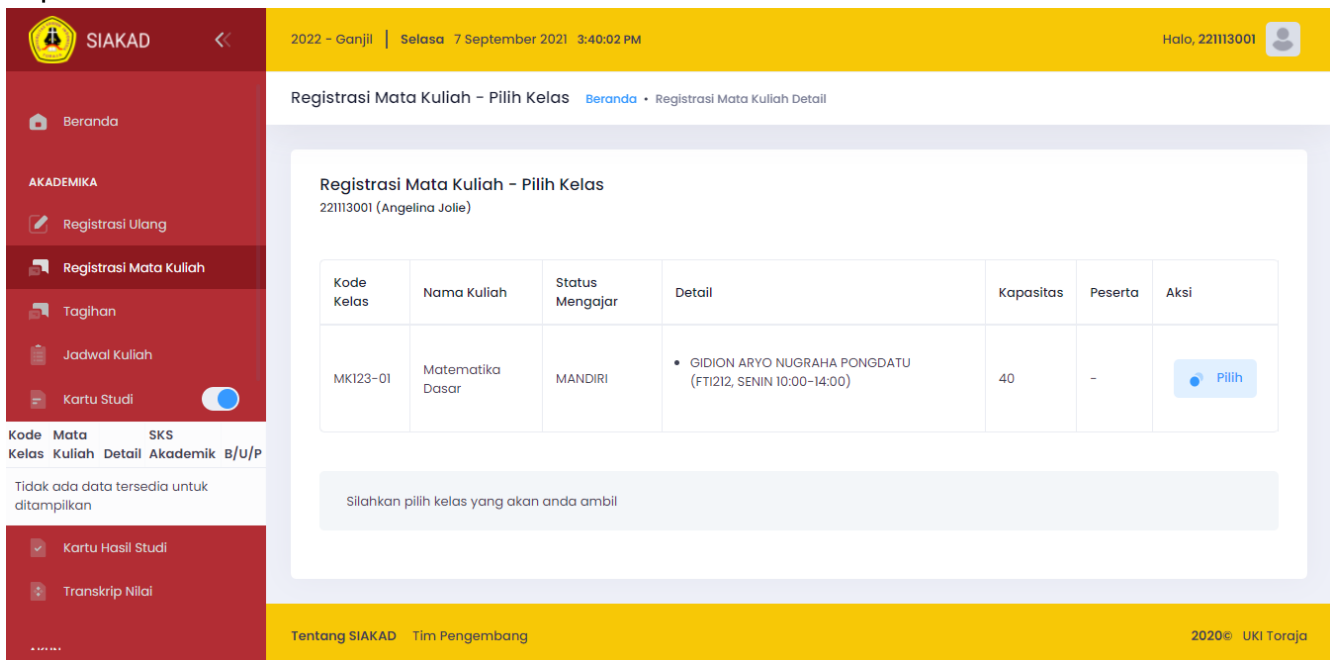 SIAKAD
2022 - Ganjil | Selasa 7 September 2021 3:40:02 PM
Halo, 221113001
Registrasi Mata Kuliah - Pilih Kelas Beranda • Registrasi Mata Kuliah Detail
Beranda
AKADEMIKA
Registrasi Ulang
Registrasi Mata Kuliah
Tagihan
Jadwal Kuliah
Kartu Studi
Kode Mata SKS
Kelas Kuliah Detail Akademik B/U/P
Tidak ada data tersedia untuk
ditampilkan
Kartu Hasil Studi
Transkrip Nilai
Registrasi Mata Kuliah - Pilih Kelas
221113001 (Angelina Jolie)
Kode Kelas Nama Kuliah Status Mengajar Detail Kapasitas Peserta Aksi
MK123-01 Matematika Dasar MANDIRI • GIDION ARYO NUGRAHA PONGDATU (FTI212, SENIN 10:00-14:00) 40 - Pilih
Silahkan pilih kelas yang akan anda ambil
Tentang SIAKAD Tim Pengembang
2020© UKI Toraja